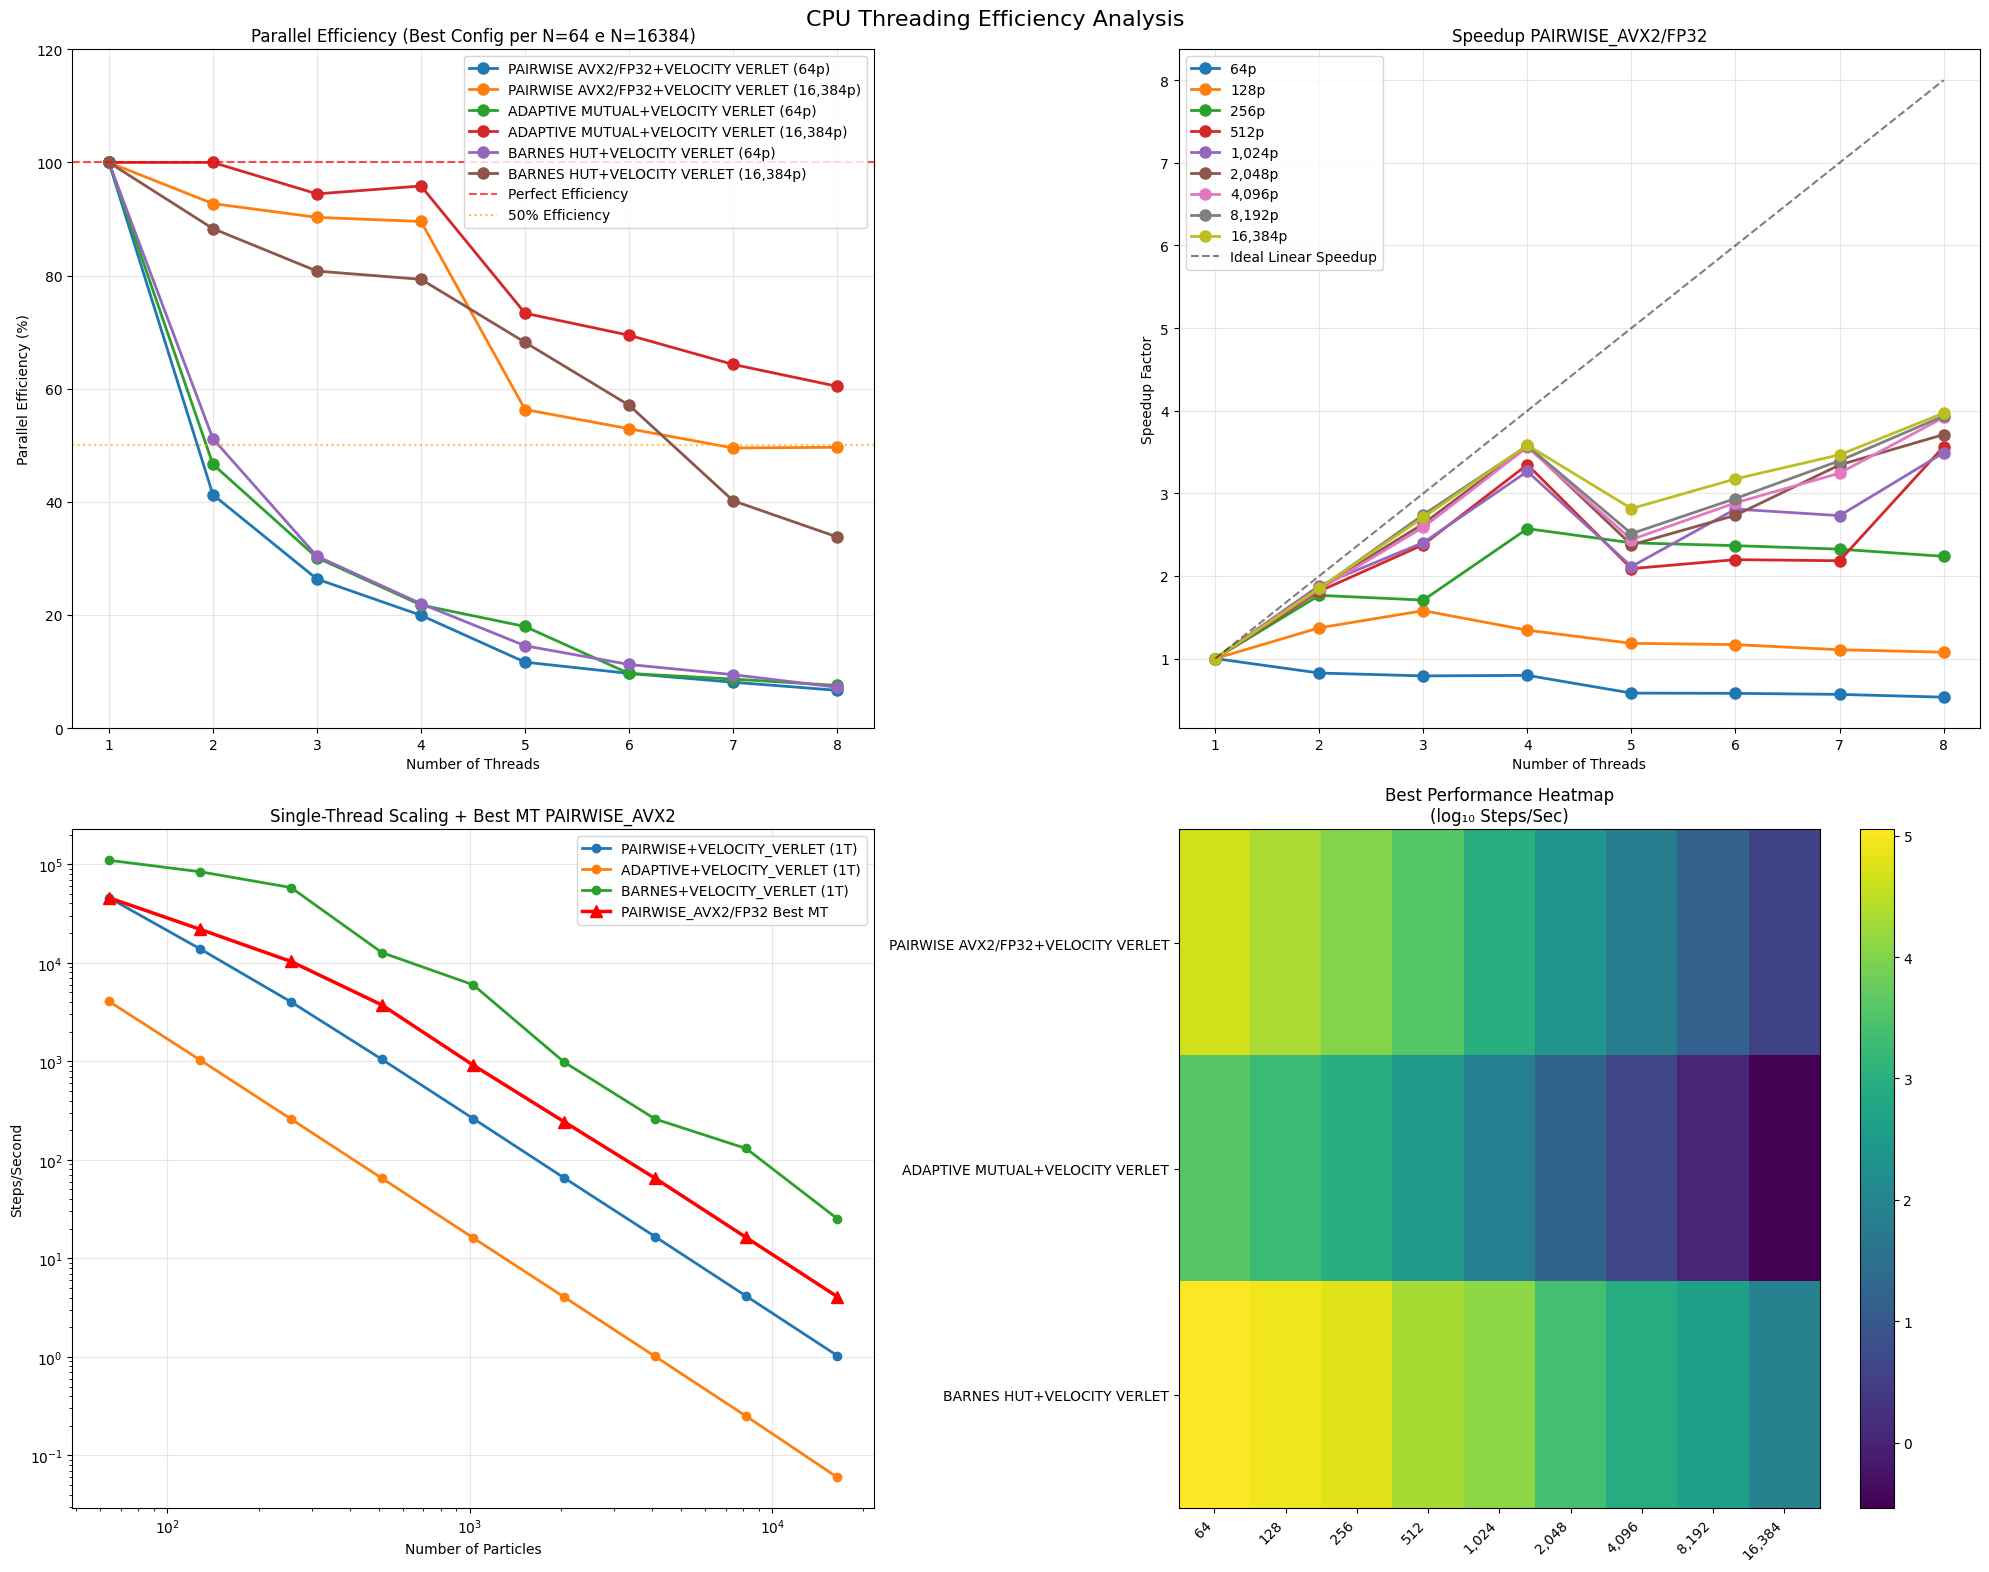 CPU Threading Efficiency Analysis
Parallel Efficiency (Best Config per N=64 e N=16384)
120
100
80
60
40
20
0
Parallel Efficiency (%)
PAIRWISE AVX2/FP32+VELOCITY VERLET (64p)
PAIRWISE AVX2/FP32+VELOCITY VERLET (16,384p)
ADAPTIVE MUTUAL+VELOCITY VERLET (64p)
ADAPTIVE MUTUAL+VELOCITY VERLET (16,384p)
BARNES HUT+VELOCITY VERLET (64p)
BARNES HUT+VELOCITY VERLET (16,384p)
Perfect Efficiency
50% Efficiency
1 2 3 4 5 6 7 8
Number of Threads
Speedup PAIRWISE_AVX2/FP32
8
7
6
5
4
3
2
1
Speedup Factor
64p
128p
256p
512p
1,024p
2,048p
4,096p
8,192p
16,384p
Ideal Linear Speedup
1 2 3 4 5 6 7 8
Number of Threads
Single-Thread Scaling + Best MT PAIRWISE_AVX2
10⁵
10⁴
10³
10²
10¹
10⁰
10⁻¹
Steps/Second
PAIRWISE+VELOCITY_VERLET (1T)
ADAPTIVE+VELOCITY_VERLET (1T)
BARNES+VELOCITY_VERLET (1T)
PAIRWISE_AVX2/FP32 Best MT
10² 10³ 10⁴
Number of Particles
Best Performance Heatmap
(log₁₀ Steps/Sec)
PAIRWISE AVX2/FP32+VELOCITY VERLET
ADAPTIVE MUTUAL+VELOCITY VERLET
BARNES HUT+VELOCITY VERLET
64 128 256 512 1,024 2,048 4,096 8,192 16,384
5
4
3
2
1
0